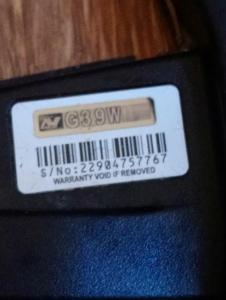 G39W
S/No:22904757767
WARRANTY VOID IF REMOVED